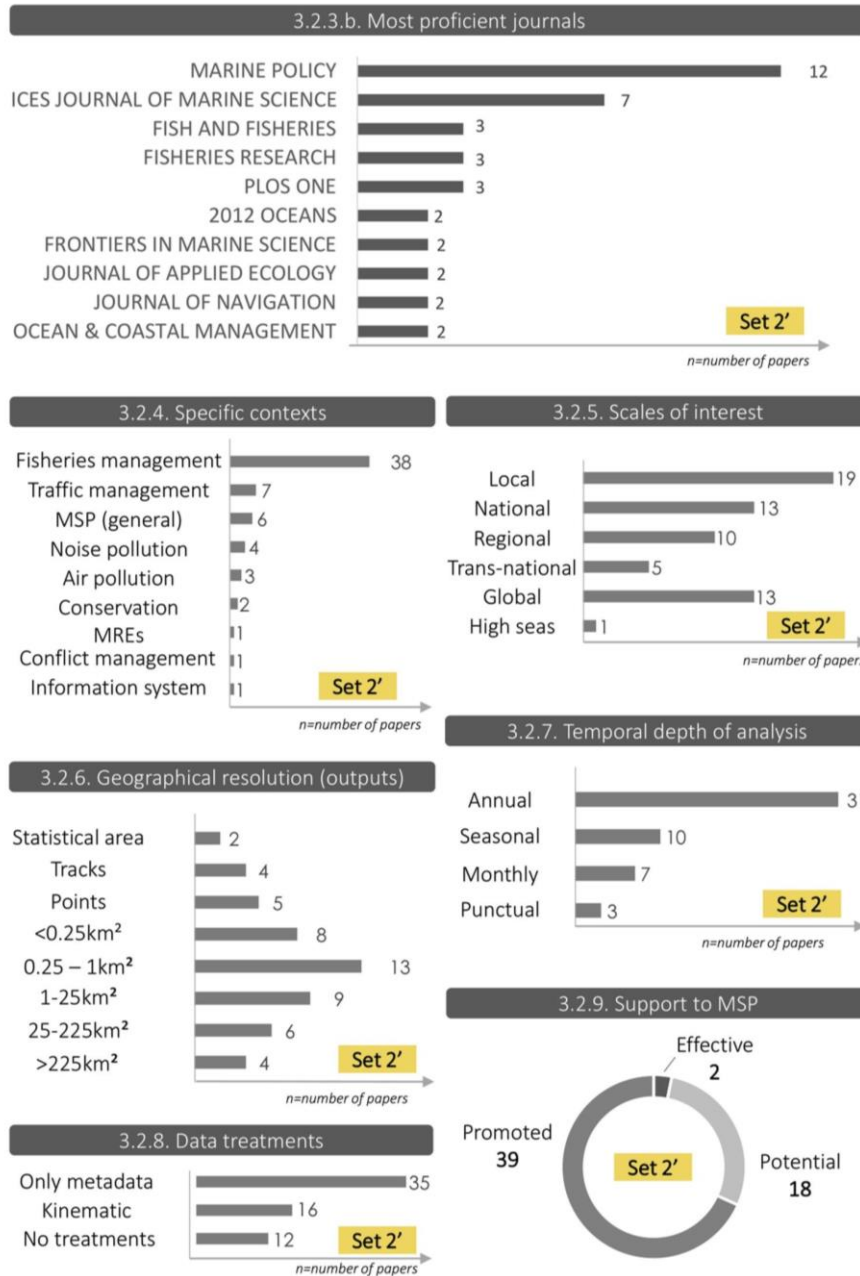 3.2.3.b. Most proficient journals
MARINE POLICY 12
ICES JOURNAL OF MARINE SCIENCE 7
FISH AND FISHERIES 3
FISHERIES RESEARCH 3
PLOS ONE 3
2012 OCEANS 2
FRONTIERS IN MARINE SCIENCE 2
JOURNAL OF APPLIED ECOLOGY 2
JOURNAL OF NAVIGATION 2
OCEAN & COASTAL MANAGEMENT 2
Set 2'
n=number of papers
3.2.4. Specific contexts
Fisheries management 38
Traffic management 7
MSP (general) 6
Noise pollution 4
Air pollution 3
Conservation 2
MREs 1
Conflict management 1
Information system 1
Set 2'
n=number of papers
3.2.5. Scales of interest
Local 19
National 13
Regional 10
Trans-national 5
Global 13
High seas 1
Set 2'
n=number of papers
3.2.6. Geographical resolution (outputs)
Statistical area 2
Tracks 4
Points 5
<0.25km² 8
0.25 – 1km² 13
1-25km² 9
25-225km² 6
>225km² 4
Set 2'
n=number of papers
3.2.7. Temporal depth of analysis
Annual 3
Seasonal 10
Monthly 7
Punctual 3
Set 2'
n=number of papers
3.2.8. Data treatments
Only metadata 35
Kinematic 16
No treatments 12
Set 2'
n=number of papers
3.2.9. Support to MSP
Effective
2
Promoted
39
Set 2'
Potential
18